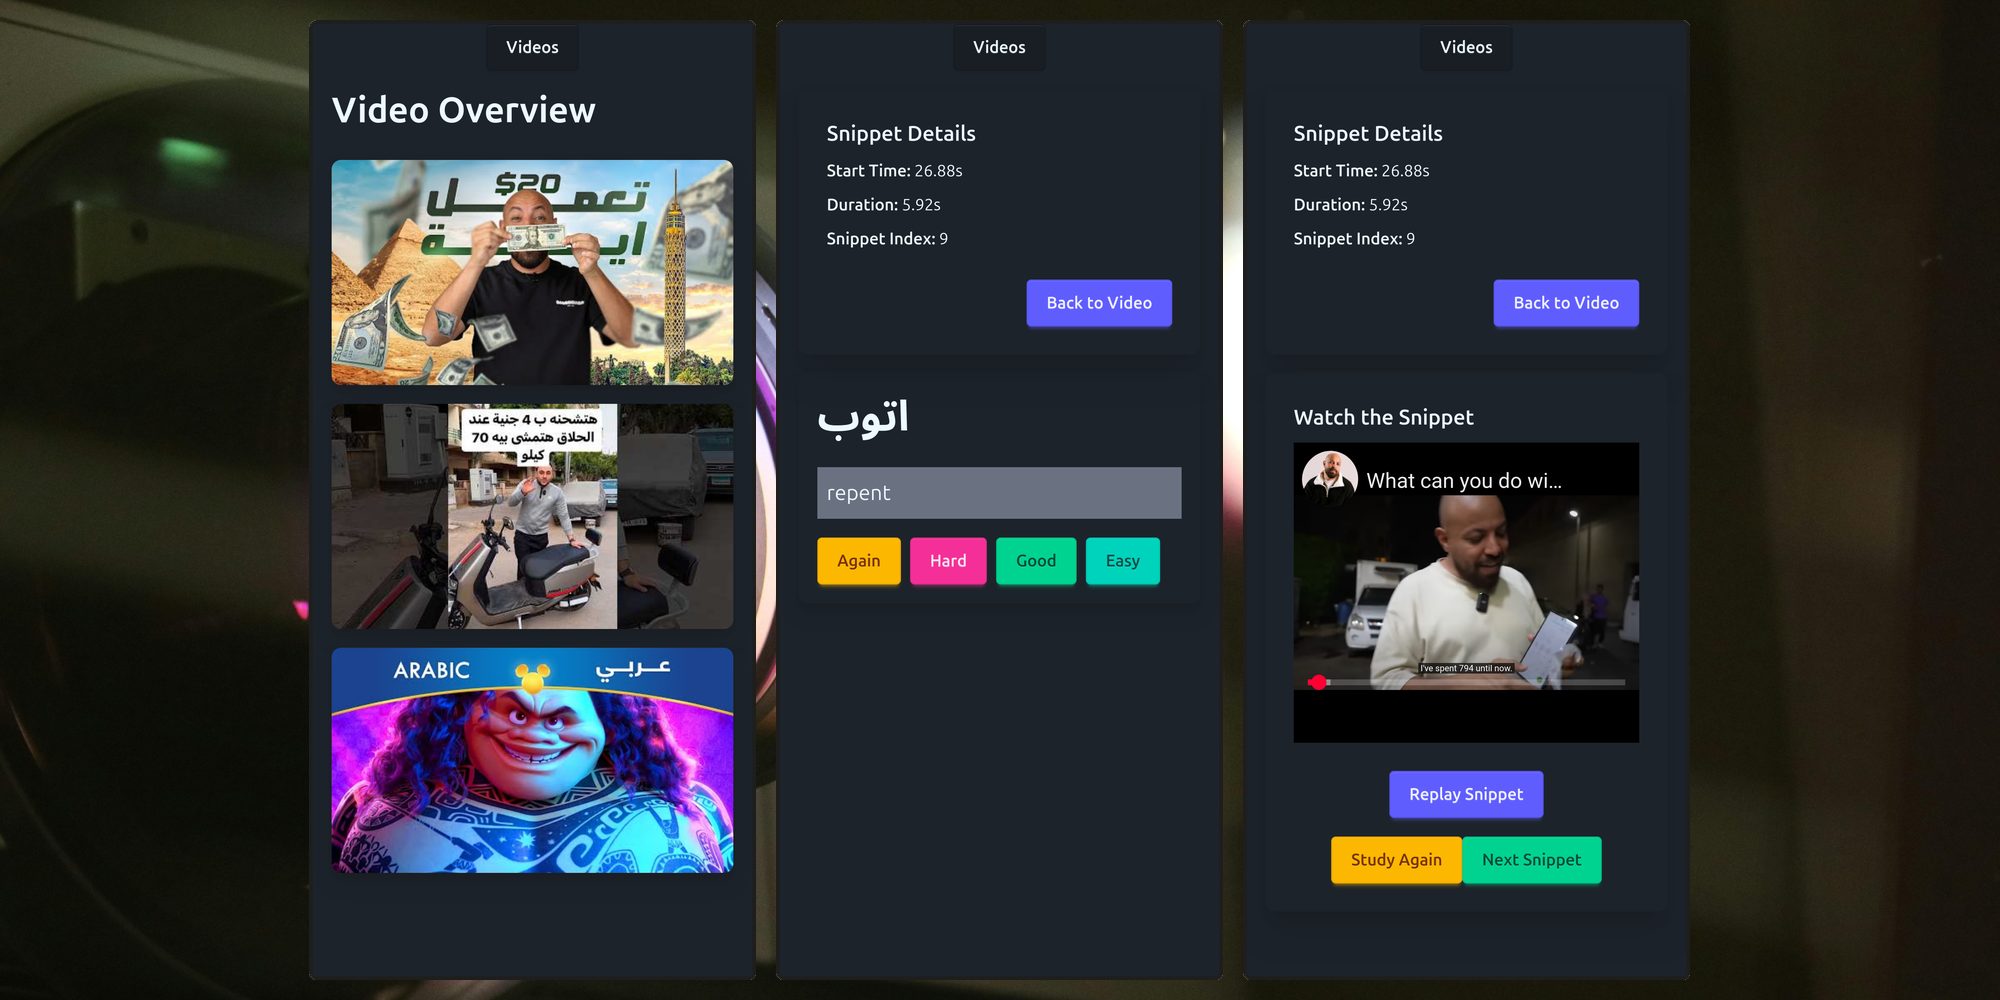 Videos
Video Overview
$20
تعمل
ايه
هتشحنه ب 4 جنية عند
الحلاق هتمشى بيه 70
كيلو
ARABIC
عربي
Videos
Snippet Details
Start Time: 26.88s
Duration: 5.92s
Snippet Index: 9
Back to Video
اتوب
repent
Again
Hard
Good
Easy
Videos
Snippet Details
Start Time: 26.88s
Duration: 5.92s
Snippet Index: 9
Back to Video
Watch the Snippet
What can you do wi...
I've spent 794 until now.
Replay Snippet
Study Again
Next Snippet